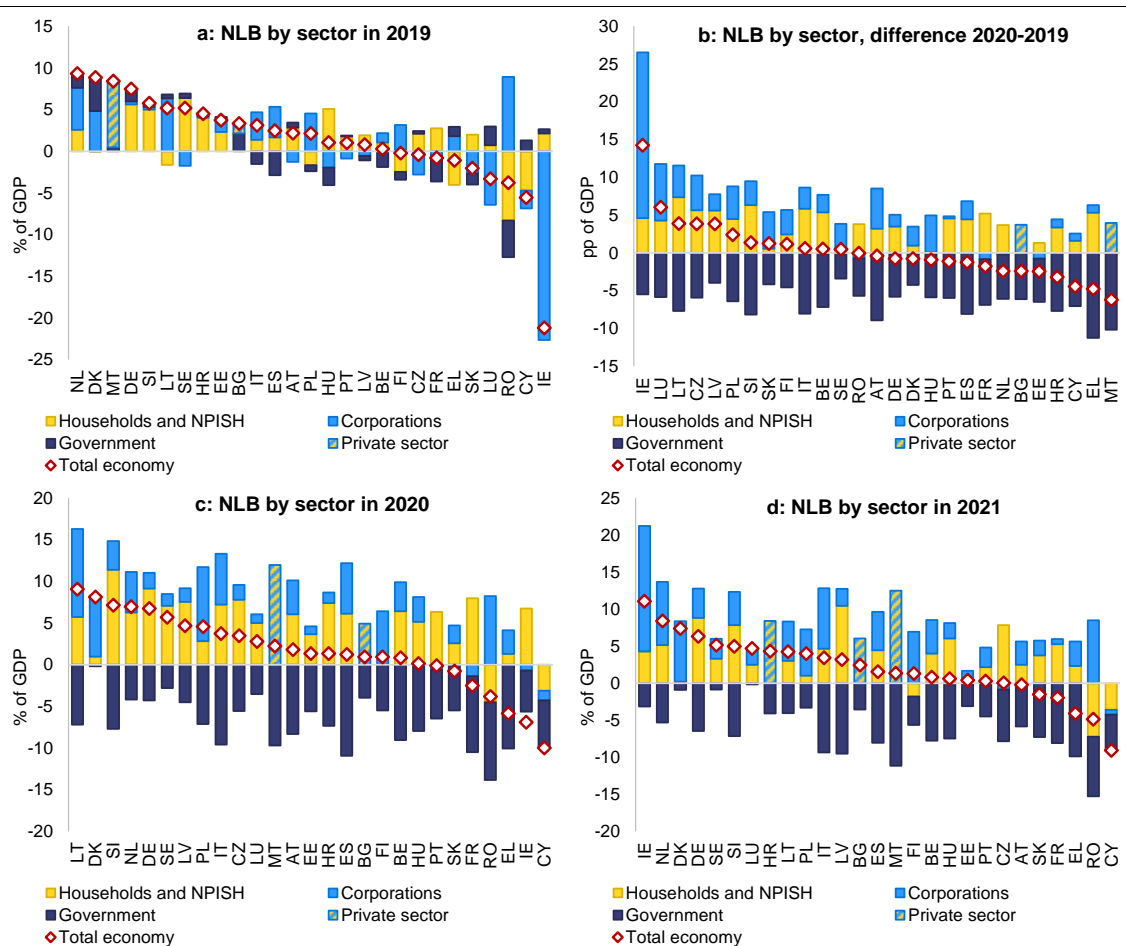 a: NLB by sector in 2019
% of GDP
15
10
5
0
-5
-10
-15
-20
-25
NL DK MT DE SI LT SE HR EE BG IT ES AT PL HU PT LV BE FI CZ FR EL SK LU RO CY IE
Households and NPISH
Corporations
Government
Private sector
Total economy
b: NLB by sector, difference 2020-2019
pp of GDP
30
25
20
15
10
5
0
-5
-10
-15
IE LU LT CZ LV PL SI SK FI IT BE SE RO AT DE DK HU PT ES FR NL BG EE HR CY EL MT
Households and NPISH
Corporations
Government
Private sector
Total economy
c: NLB by sector in 2020
% of GDP
20
15
10
5
0
-5
-10
-15
-20
LT DK SI NL DE SE LV PL IT CZ LU MT AT EE ES BG FI BE HU PT SK FR RO EL IE CY
Households and NPISH
Corporations
Government
Private sector
Total economy
d: NLB by sector in 2021
% of GDP
25
20
15
10
5
0
-5
-10
-15
-20
IE NL DK DE SE SI LU HR LT PL IT LV BG ES MT FI BE HU EE PT CZ AT SK FR EL RO CY
Households and NPISH
Corporations
Government
Private sector
Total economy